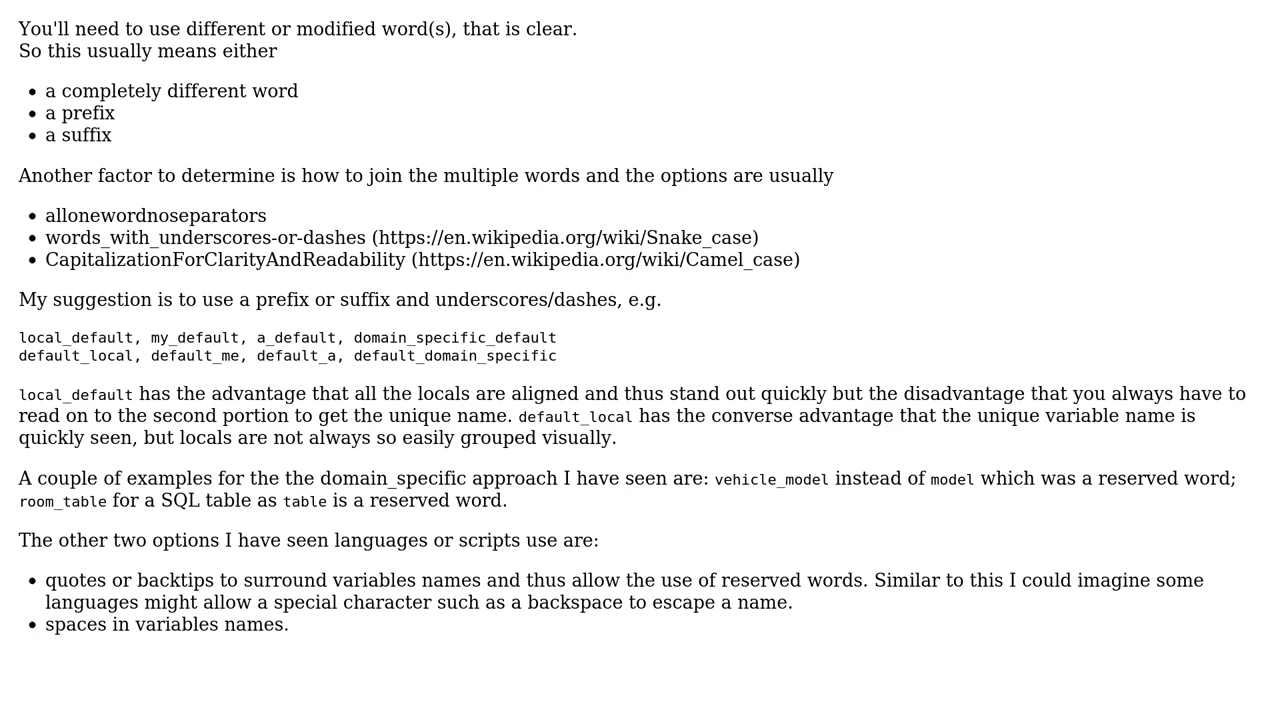 You'll need to use different or modified word(s), that is clear.
So this usually means either
• a completely different word
• a prefix
• a suffix
Another factor to determine is how to join the multiple words and the options are usually
• allonewordnoseparators
• words_with_underscores-or-dashes (https://en.wikipedia.org/wiki/Snake_case)
• CapitalizationForClarityAndReadability (https://en.wikipedia.org/wiki/Camel_case)
My suggestion is to use a prefix or suffix and underscores/dashes, e.g.
local_default, my_default, a_default, domain_specific_default
default_local, default_me, default_a, default_domain_specific
local_default has the advantage that all the locals are aligned and thus stand out quickly but the disadvantage that you always have to
read on to the second portion to get the unique name. default_local has the converse advantage that the unique variable name is
quickly seen, but locals are not always so easily grouped visually.
A couple of examples for the the domain_specific approach I have seen are: vehicle_model instead of model which was a reserved word;
room_table for a SQL table as table is a reserved word.
The other two options I have seen languages or scripts use are:
• quotes or backtips to surround variables names and thus allow the use of reserved words. Similar to this I could imagine some
languages might allow a special character such as a backspace to escape a name.
• spaces in variables names.